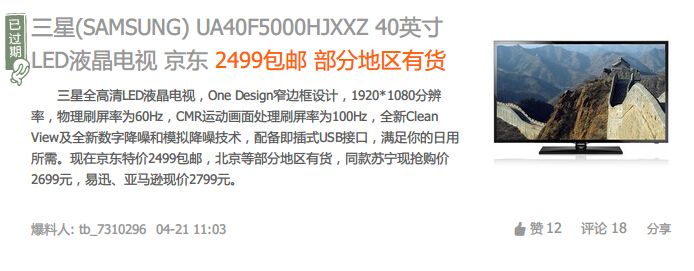 已过期
三星(SAMSUNG) UA40F5000HJXXZ 40英寸
LED液晶电视 京东 2499包邮 部分地区有货
三星全高清LED液晶电视，One Design窄边框设计，1920*1080分辨
率，物理刷屏率为60Hz，CMR运动画面处理刷屏率为100Hz，全新Clean
View及全新数字降噪和模拟降噪技术，配备即插式USB接口，满足你的日用
所需。现在京东特价2499包邮，北京等部分地区有货，同款苏宁现抢购价
2699元，易迅、亚马逊现价2799元。
爆料人: tb_7310296 04-21 11:03
赞 12 评论 18 分享